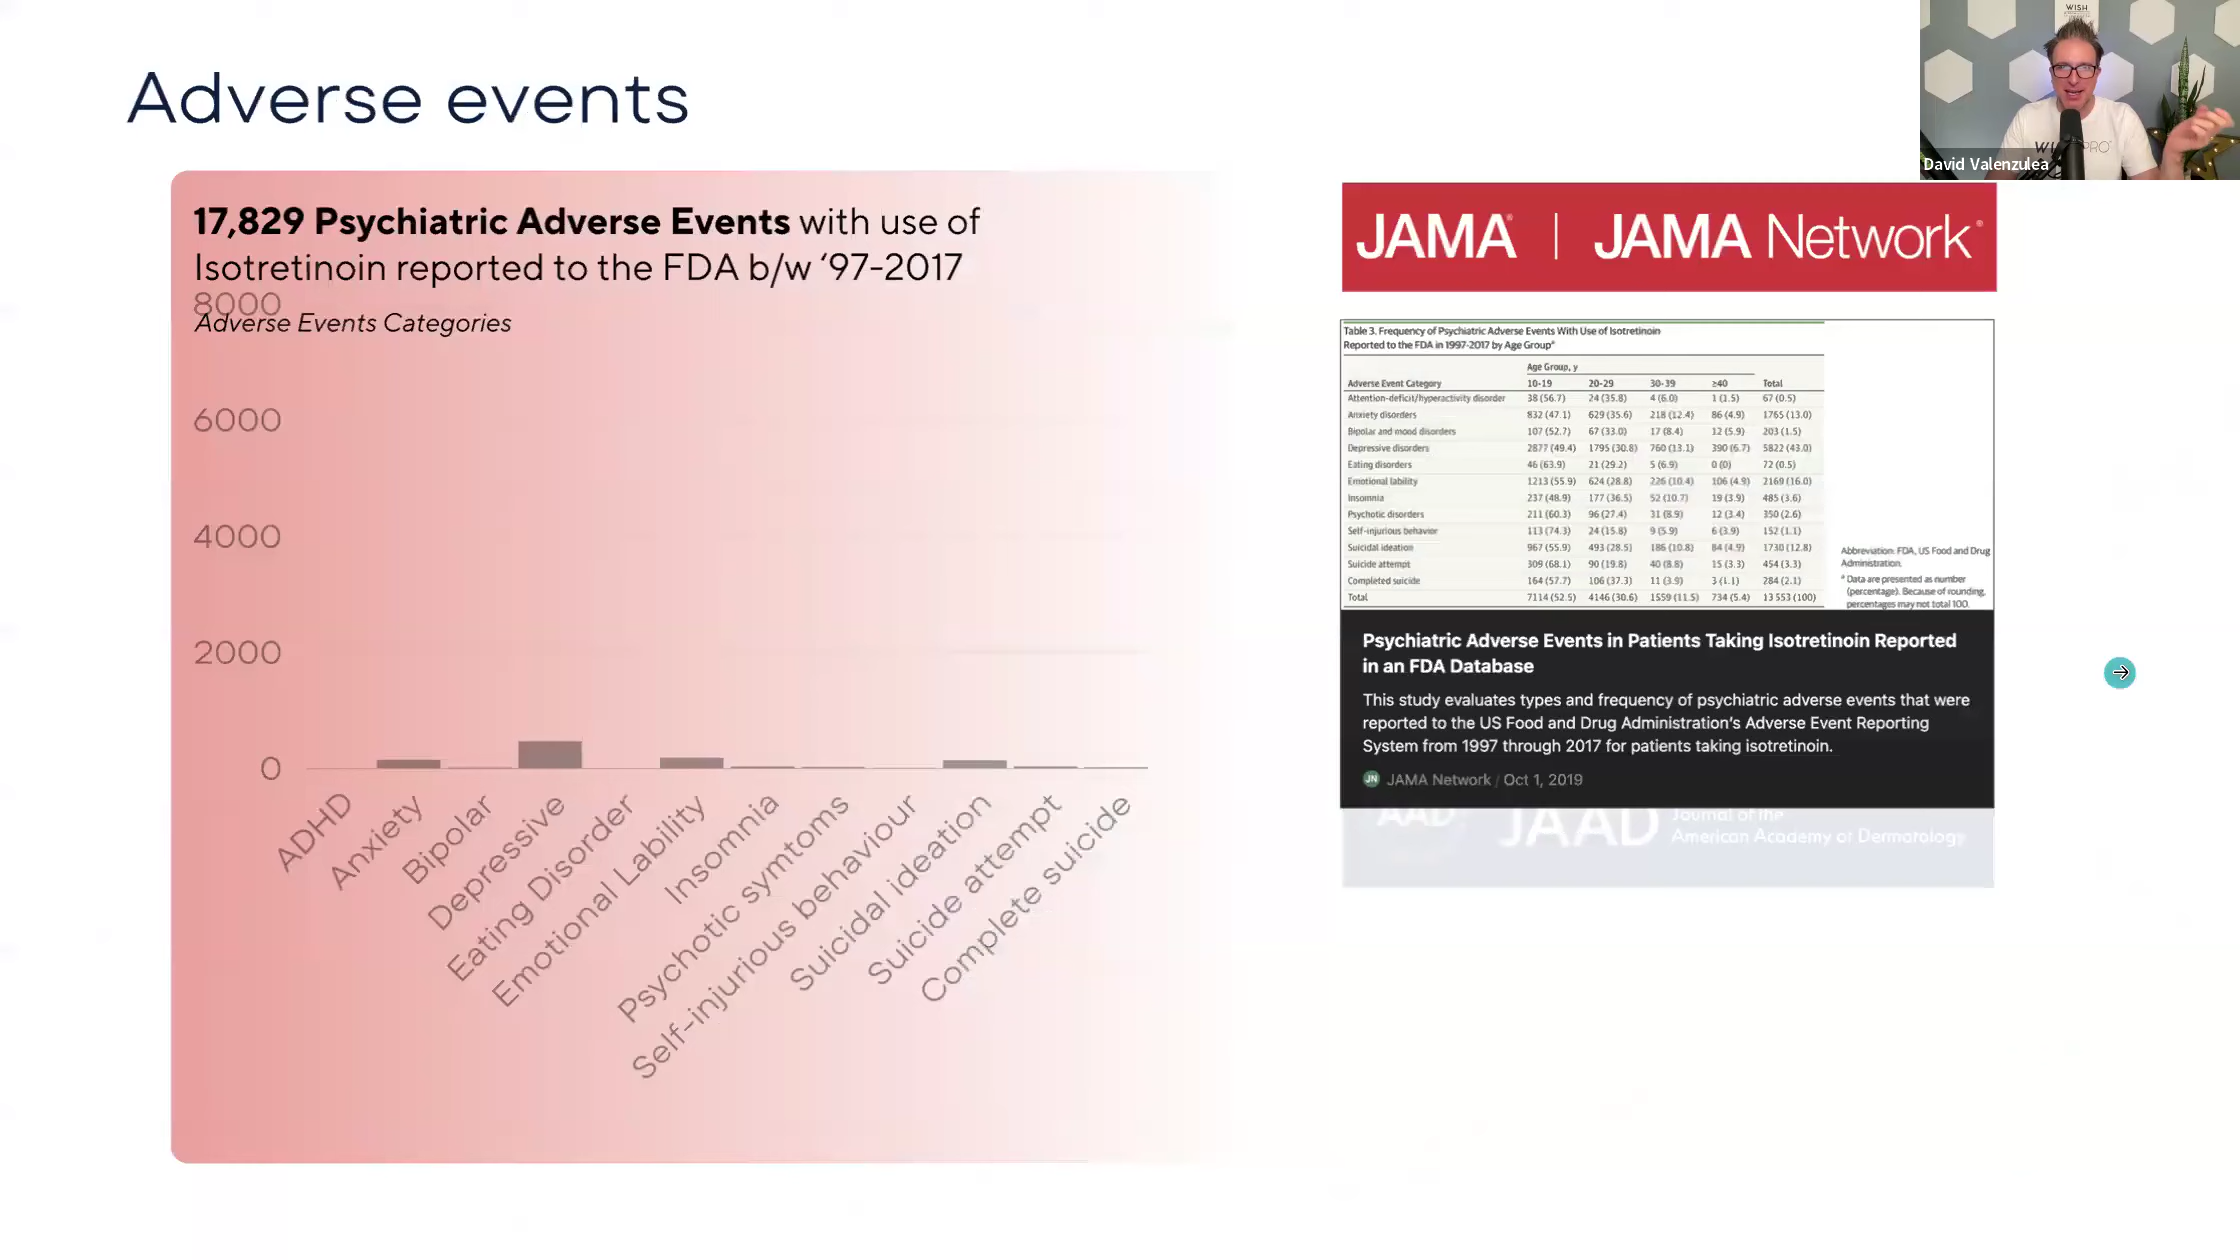 Adverse events
WISH
WI PRO
David Valenzulea
17,829 Psychiatric Adverse Events with use of
Isotretinoin reported to the FDA b/w ‘97-2017
8000
Adverse Events Categories
6000
4000
2000
0
ADHD
Anxiety
Bipolar
Depressive
Eating Disorder
Emotional Lability
Insomnia
Psychotic symtoms
Self-injurious behaviour
Suicidal ideation
Suicide attempt
Complete suicide
JAMA | JAMA Network
Table 3. Frequency of Psychiatric Adverse Events With Use of Isotretinoin
Reported to the FDA in 1997-2017 by Age Groupª
Age Group, y
Adverse Event Category 10-19 20-29 30-39 ≥40 Total
Attention-deficit/hyperactivity disorder 38 (56.7) 24 (35.8) 4 (6.0) 1 (1.5) 67 (0.5)
Anxiety disorders 832 (47.1) 629 (35.6) 218 (12.4) 86 (4.9) 1765 (13.0)
Bipolar and mood disorders 107 (52.7) 67 (33.0) 17 (8.4) 12 (5.9) 203 (1.5)
Depressive disorders 2877 (49.4) 1795 (30.8) 760 (13.1) 390 (6.7) 5822 (43.0)
Eating disorders 46 (63.9) 21 (29.2) 5 (6.9) 0 (0) 72 (0.5)
Emotional lability 1213 (55.9) 624 (28.8) 226 (10.4) 106 (4.9) 2169 (16.0)
Insomnia 237 (48.9) 177 (36.5) 52 (10.7) 19 (3.9) 485 (3.6)
Psychotic disorders 211 (60.3) 96 (27.4) 31 (8.9) 12 (3.4) 350 (2.6)
Self-injurious behavior 113 (74.3) 24 (15.8) 9 (5.9) 6 (3.9) 152 (1.1)
Suicidal ideation 967 (55.9) 493 (28.5) 186 (10.8) 84 (4.9) 1730 (12.8)
Suicide attempt 309 (68.1) 90 (19.8) 40 (8.8) 15 (3.3) 454 (3.3)
Completed suicide 164 (57.7) 106 (37.3) 11 (3.9) 3 (1.1) 284 (2.1)
Total 7114 (52.5) 4146 (30.6) 1559 (11.5) 734 (5.4) 13 553 (100)
Abbreviation: FDA, US Food and Drug
Administration.
ª Data are presented as number
(percentage). Because of rounding,
percentages may not total 100.
Psychiatric Adverse Events in Patients Taking Isotretinoin Reported
in an FDA Database
This study evaluates types and frequency of psychiatric adverse events that were
reported to the US Food and Drug Administration's Adverse Event Reporting
System from 1997 through 2017 for patients taking isotretinoin.
JN JAMA Network / Oct 1, 2019
AAD JAAD Journal of the
American Academy of Dermatology